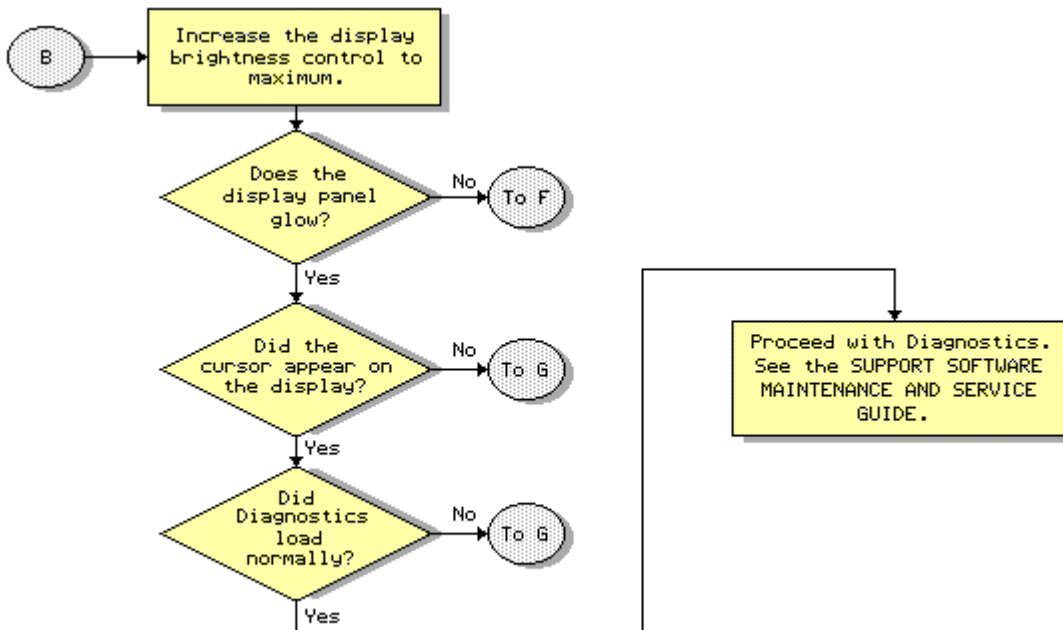 B
Increase the display
brightness control to
maximum.
Does the
display panel
glow?
No
To F
Yes
Did the
cursor appear on
the display?
No
To G
Yes
Did
Diagnostics
load
normally?
No
To G
Yes
Proceed with Diagnostics.
See the SUPPORT SOFTWARE
MAINTENANCE AND SERVICE
GUIDE.